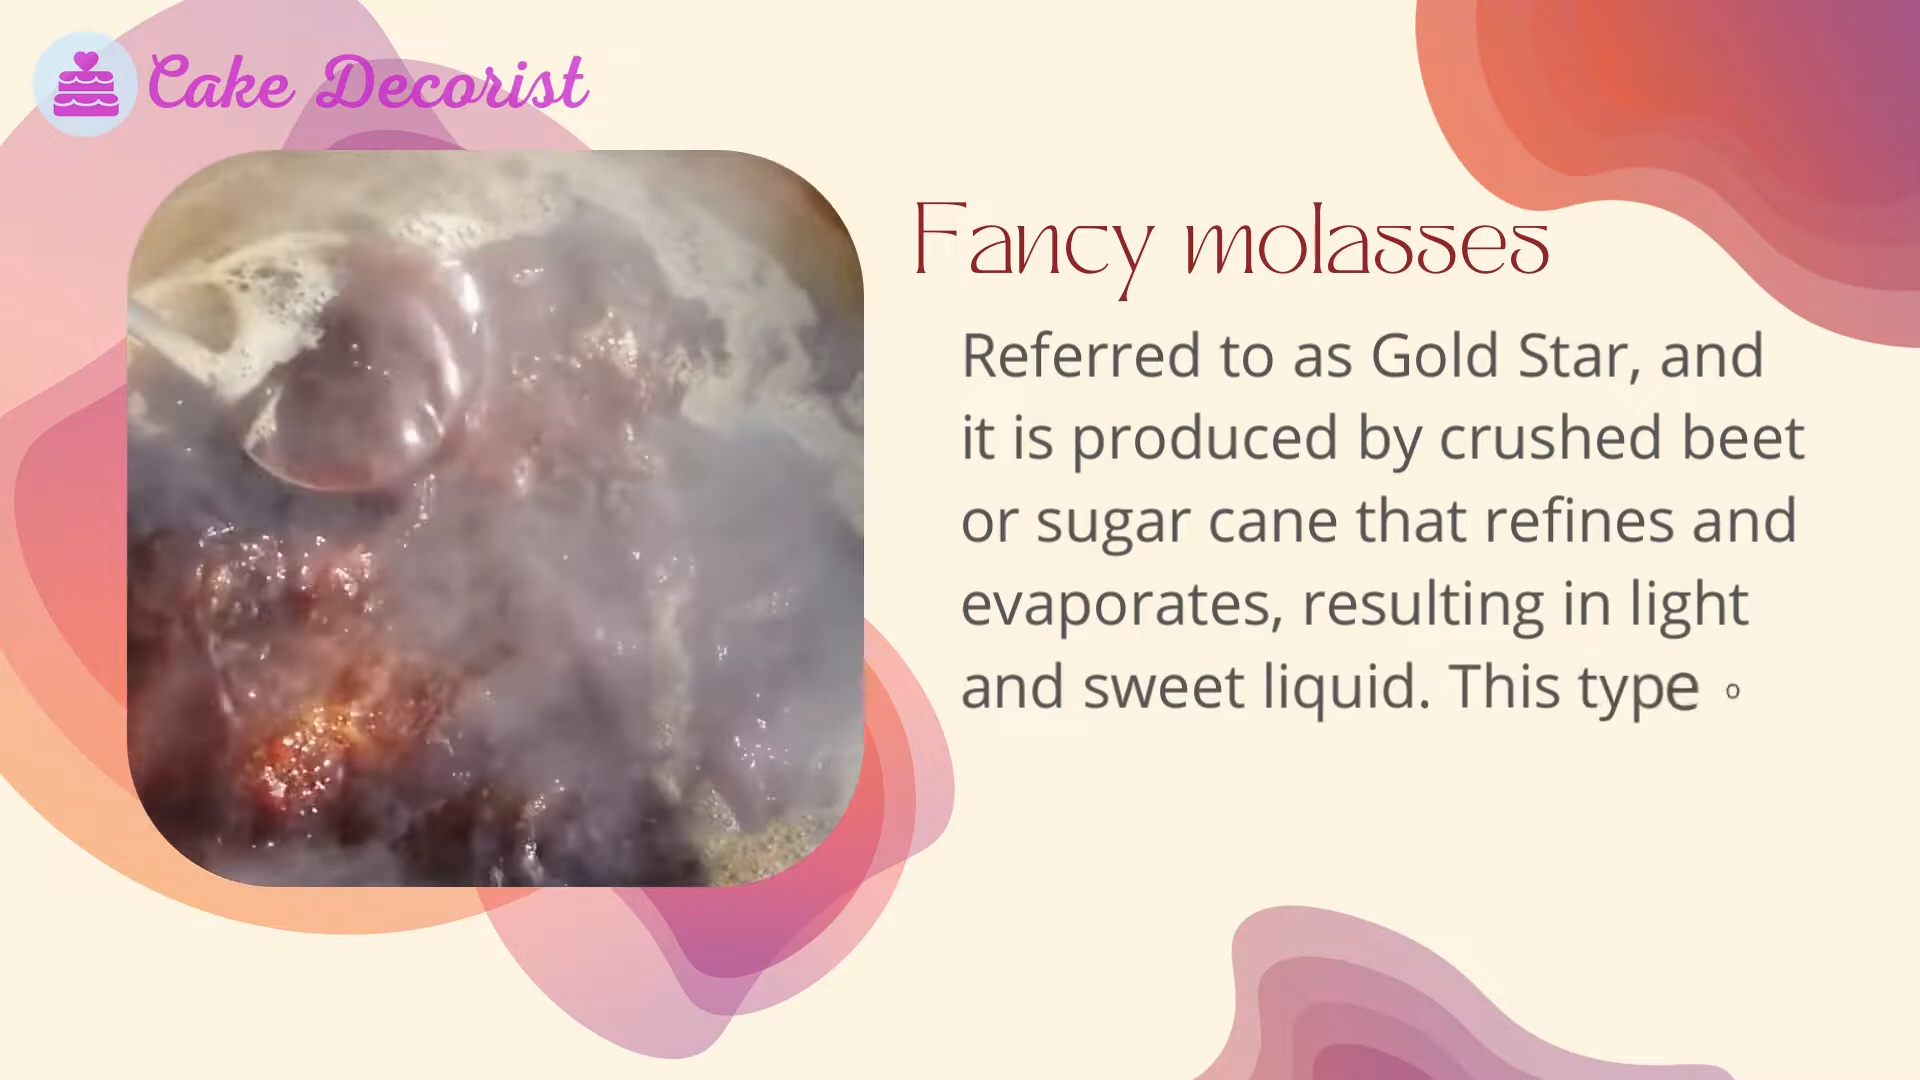 Cake Decorist
Fancy molasses
Referred to as Gold Star, and
it is produced by crushed beet
or sugar cane that refines and
evaporates, resulting in light
and sweet liquid. This type o